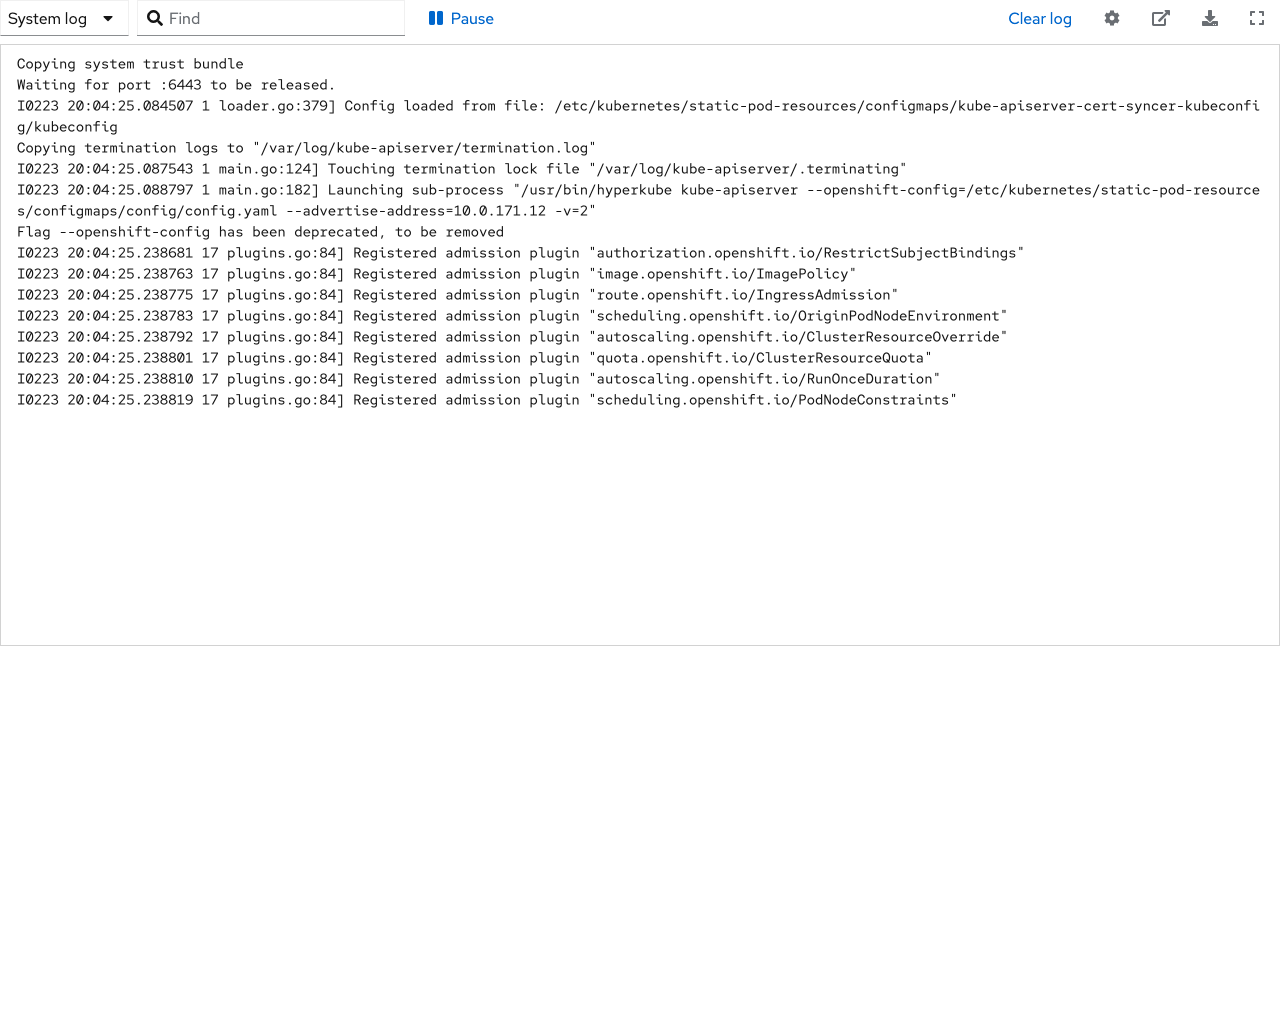 System log
Find
Pause
Clear log
Copying system trust bundle
Waiting for port :6443 to be released.
I0223 20:04:25.084507 1 loader.go:379] Config loaded from file: /etc/kubernetes/static-pod-resources/configmaps/kube-apiserver-cert-syncer-kubeconfi
g/kubeconfig
Copying termination logs to "/var/log/kube-apiserver/termination.log"
I0223 20:04:25.087543 1 main.go:124] Touching termination lock file "/var/log/kube-apiserver/.terminating"
I0223 20:04:25.088797 1 main.go:182] Launching sub-process "/usr/bin/hyperkube kube-apiserver --openshift-config=/etc/kubernetes/static-pod-resource
s/configmaps/config/config.yaml --advertise-address=10.0.171.12 -v=2"
Flag --openshift-config has been deprecated, to be removed
I0223 20:04:25.238681 17 plugins.go:84] Registered admission plugin "authorization.openshift.io/RestrictSubjectBindings"
I0223 20:04:25.238763 17 plugins.go:84] Registered admission plugin "image.openshift.io/ImagePolicy"
I0223 20:04:25.238775 17 plugins.go:84] Registered admission plugin "route.openshift.io/IngressAdmission"
I0223 20:04:25.238783 17 plugins.go:84] Registered admission plugin "scheduling.openshift.io/OriginPodNodeEnvironment"
I0223 20:04:25.238792 17 plugins.go:84] Registered admission plugin "autoscaling.openshift.io/ClusterResourceOverride"
I0223 20:04:25.238801 17 plugins.go:84] Registered admission plugin "quota.openshift.io/ClusterResourceQuota"
I0223 20:04:25.238810 17 plugins.go:84] Registered admission plugin "autoscaling.openshift.io/RunOnceDuration"
I0223 20:04:25.238819 17 plugins.go:84] Registered admission plugin "scheduling.openshift.io/PodNodeConstraints"